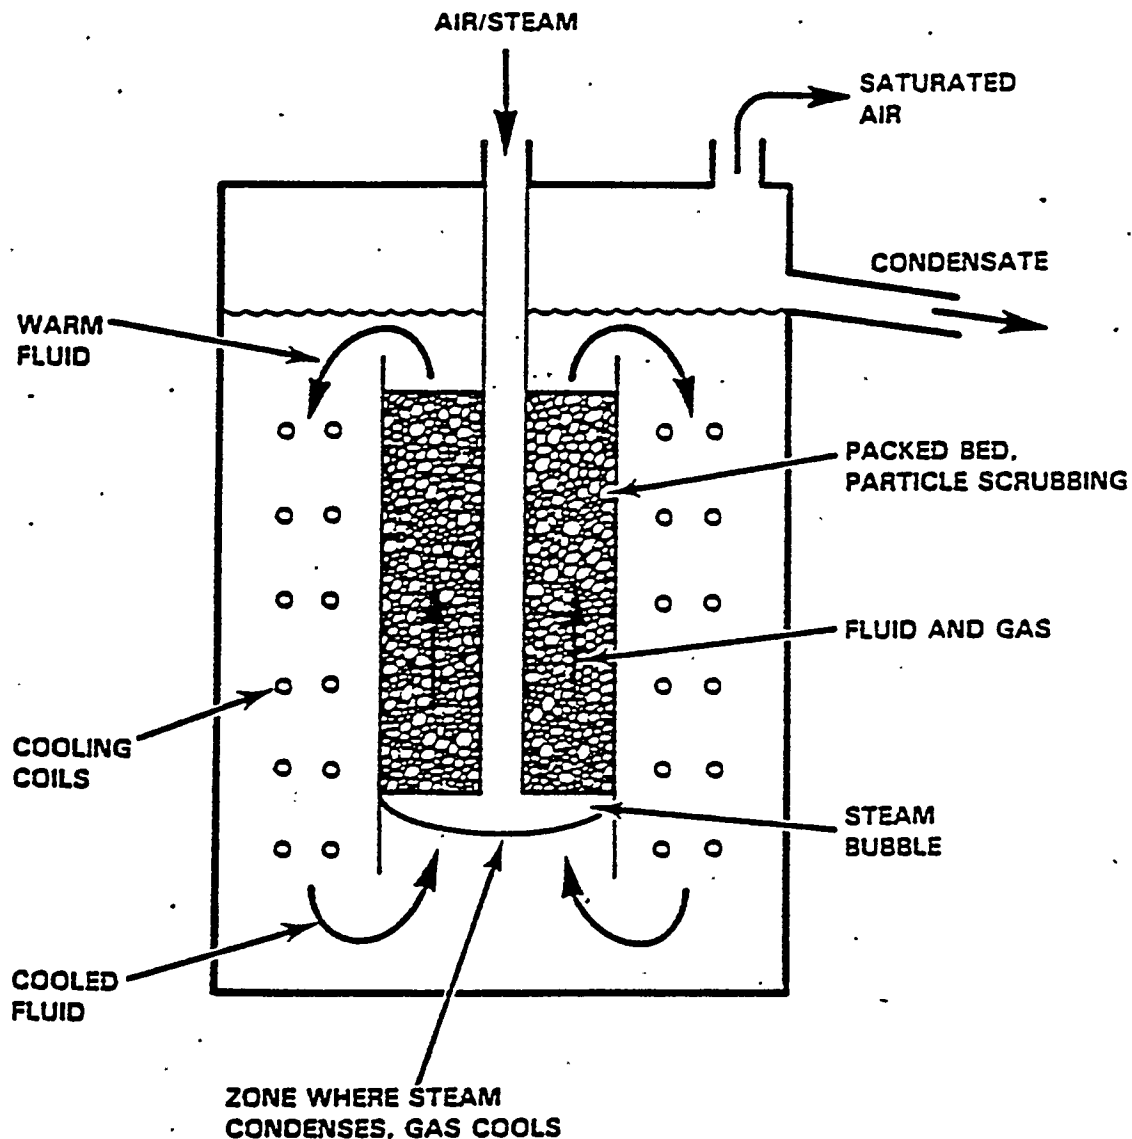 AIR/STEAM
SATURATED
AIR
CONDENSATE
WARM
FLUID
PACKED BED,
PARTICLE SCRUBBING
FLUID AND GAS
COOLING
COILS
STEAM
BUBBLE
COOLED
FLUID
ZONE WHERE STEAM
CONDENSES, GAS COOLS